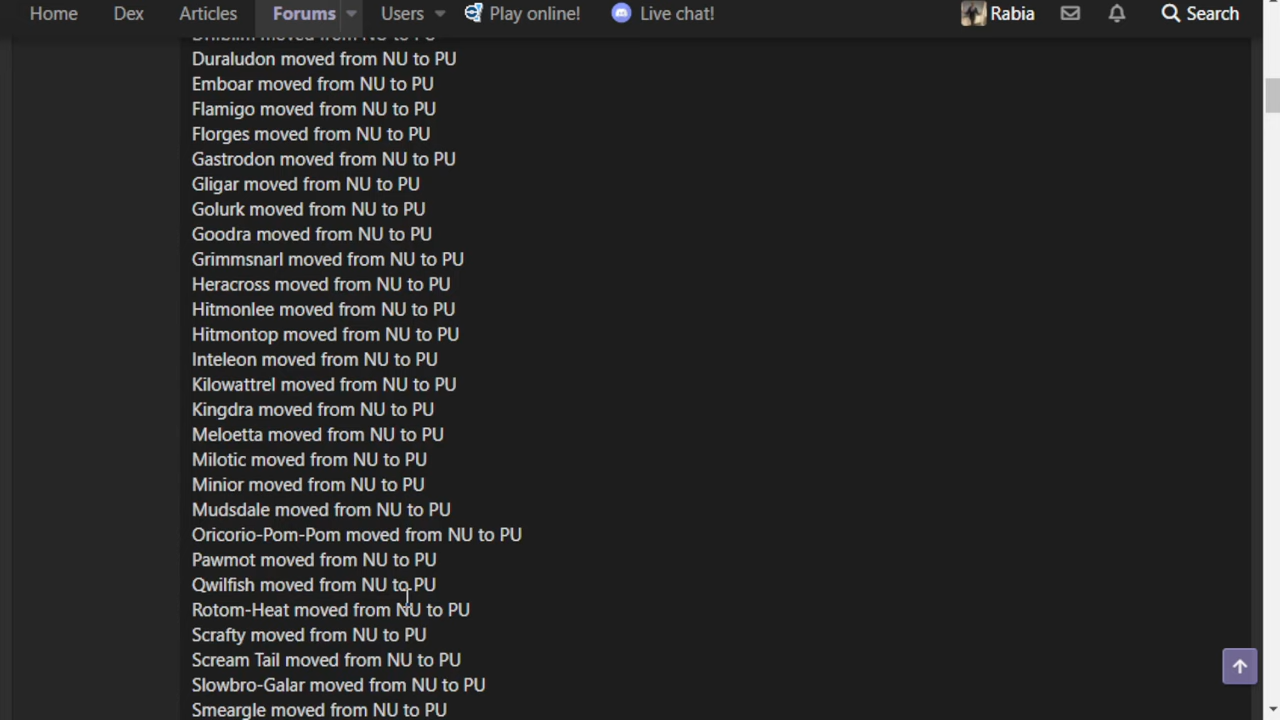 Home Dex Articles Forums Users Play online! Live chat! Rabia Search
Drifblim moved from NU to PU
Duraludon moved from NU to PU
Emboar moved from NU to PU
Flamigo moved from NU to PU
Florges moved from NU to PU
Gastrodon moved from NU to PU
Gligar moved from NU to PU
Golurk moved from NU to PU
Goodra moved from NU to PU
Grimmsnarl moved from NU to PU
Heracross moved from NU to PU
Hitmonlee moved from NU to PU
Hitmontop moved from NU to PU
Inteleon moved from NU to PU
Kilowattrel moved from NU to PU
Kingdra moved from NU to PU
Meloetta moved from NU to PU
Milotic moved from NU to PU
Minior moved from NU to PU
Mudsdale moved from NU to PU
Oricorio-Pom-Pom moved from NU to PU
Pawmot moved from NU to PU
Qwilfish moved from NU to PU
Rotom-Heat moved from NU to PU
Scrafty moved from NU to PU
Scream Tail moved from NU to PU
Slowbro-Galar moved from NU to PU
Smeargle moved from NU to PU